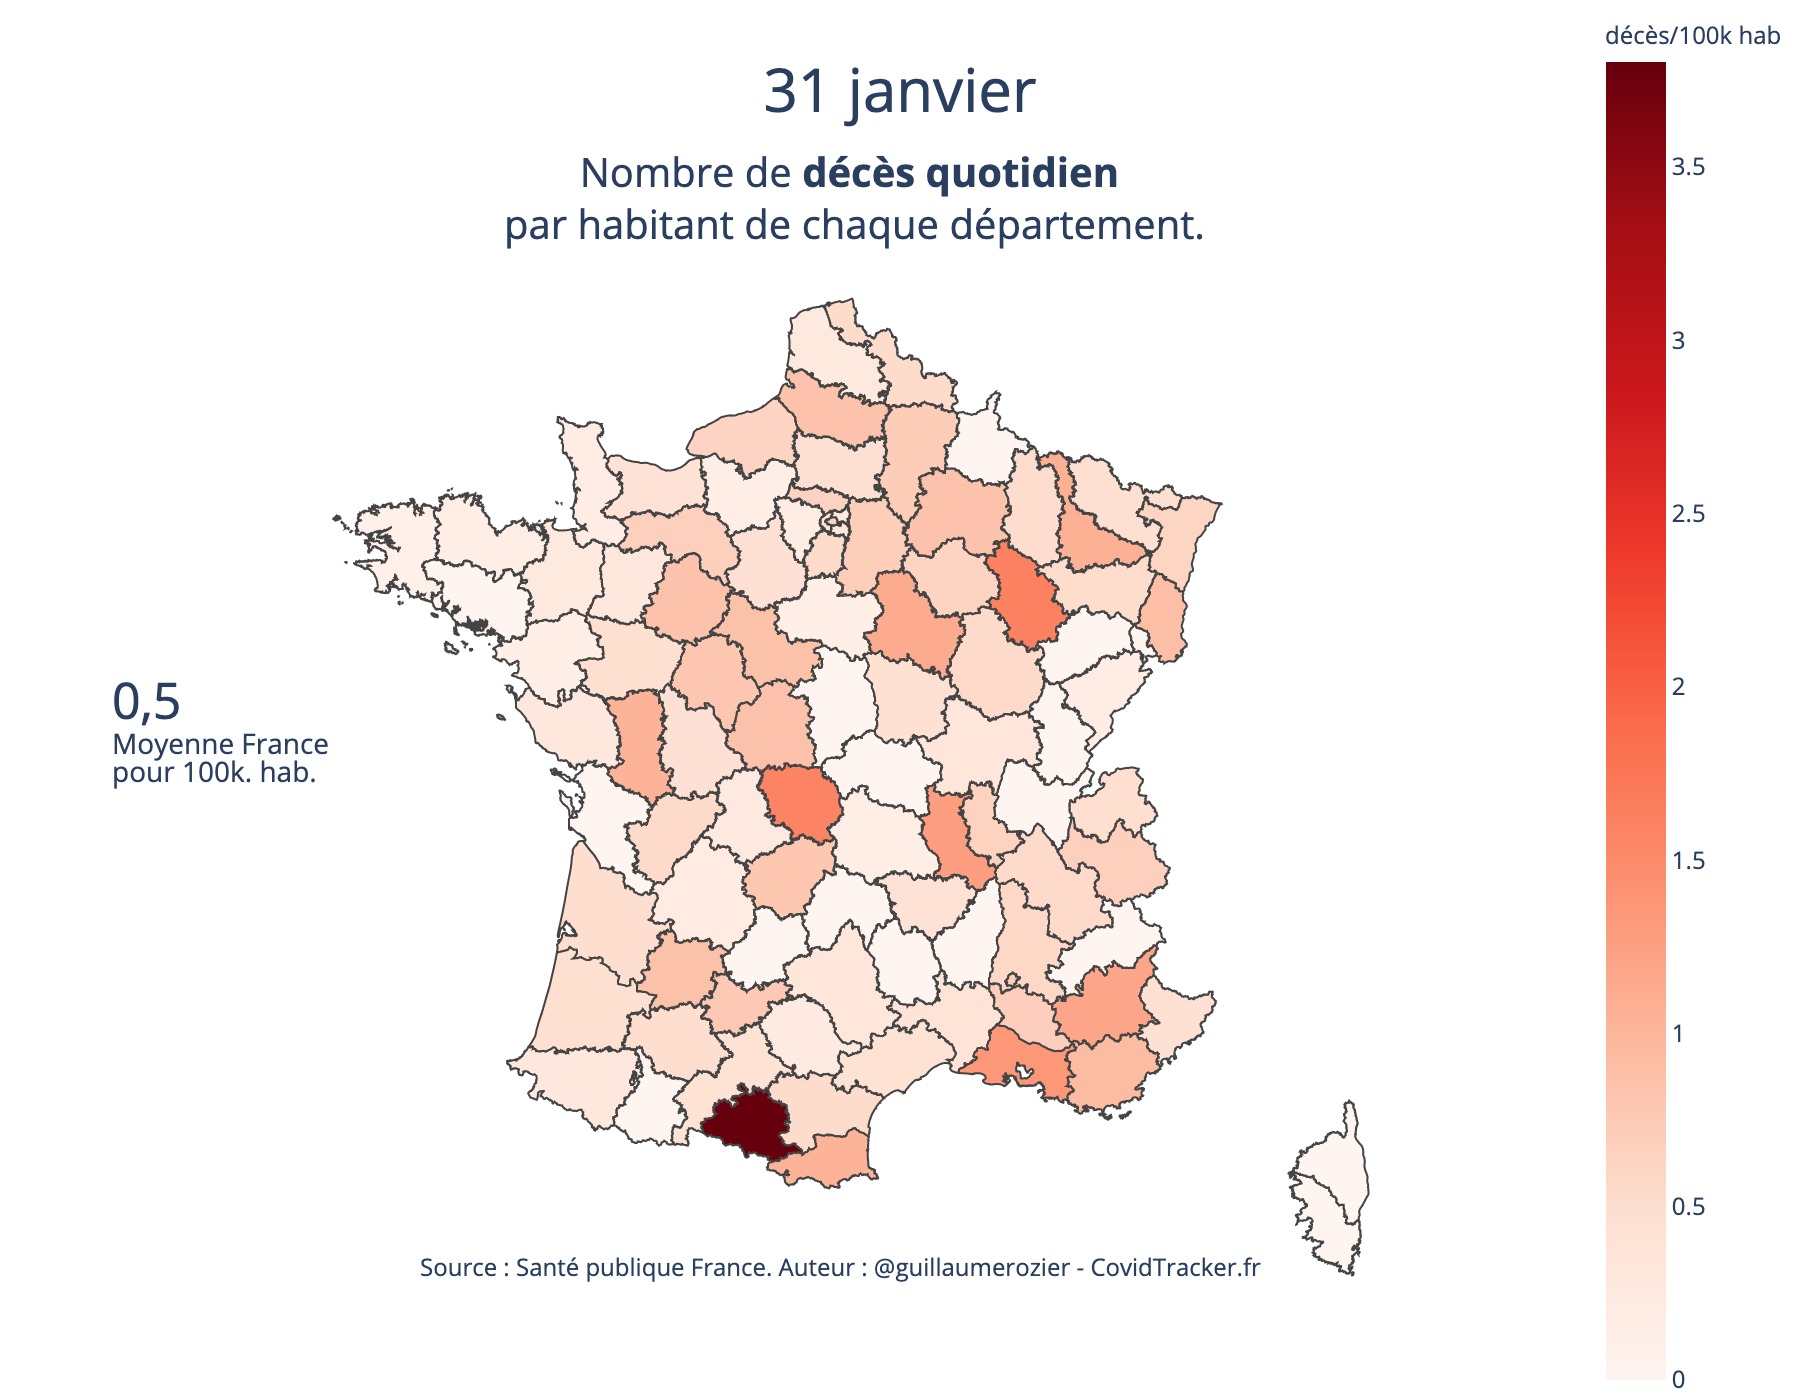 décès/100k hab
31 janvier
Nombre de décès quotidien
par habitant de chaque département.
3.5
3
2.5
0,5
Moyenne France
pour 100k. hab.
2
1.5
1
0.5
Source : Santé publique France. Auteur : @guillaumerozier - CovidTracker.fr
0